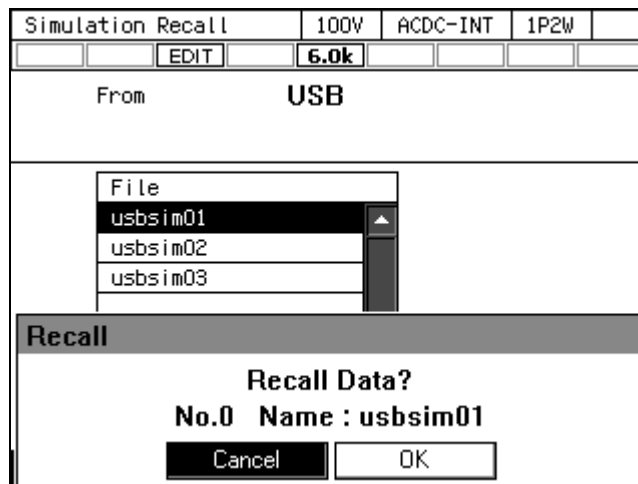 Simulation Recall 100V ACDC-INT 1P2W
EDIT 6.0k
From USB
File
usbsim01
usbsim02
usbsim03
Recall
Recall Data?
No.0 Name : usbsim01
Cancel OK